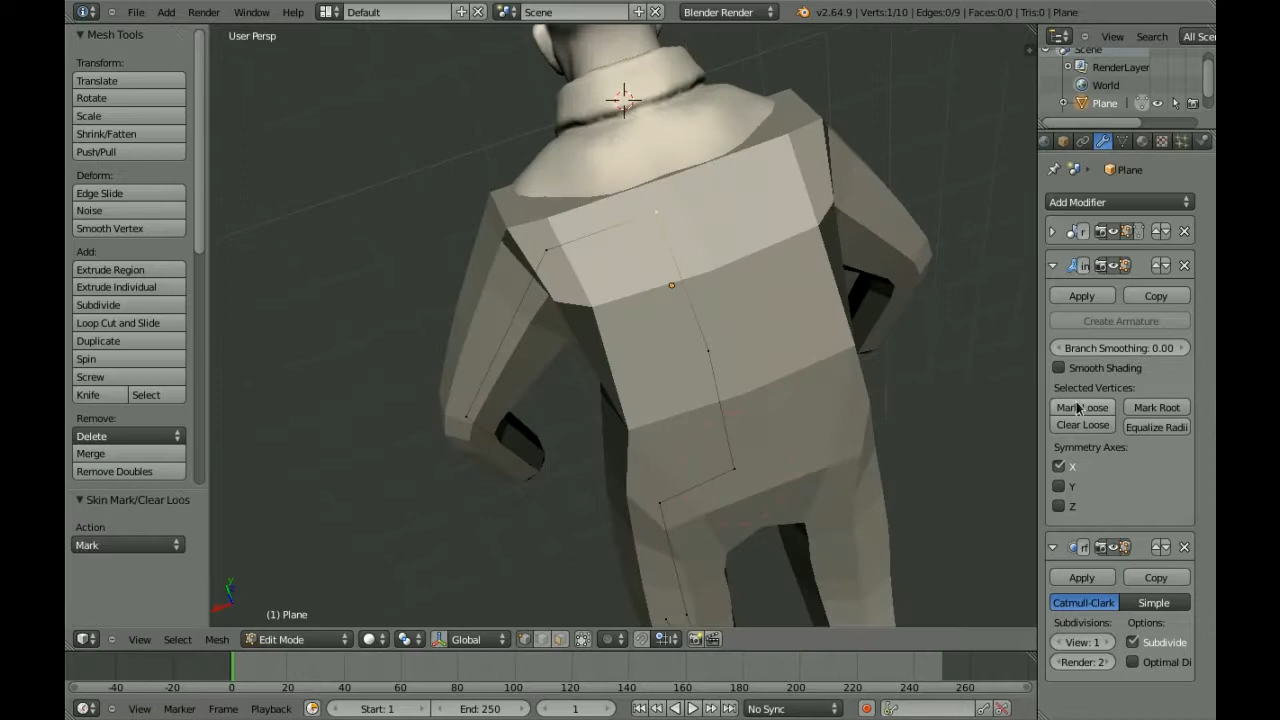 File Add Render Window Help Default Scene Blender Render v2.64.9 | Verts:1/10 | Edges:0/9 | Faces:0/0 | Tris:0 | Plane
Mesh Tools
User Persp
View Search All Sce
Scene
Transform:
Translate
RenderLayer
Rotate
World
Scale
Plane
Shrink/Fatten
Push/Pull
Deform:
Plane
Edge Slide
Add Modifier
Noise
Smooth Vertex
Add:
Extrude Region
Extrude Individual
Apply Copy
Subdivide
Loop Cut and Slide
Create Armature
Duplicate
Branch Smoothing: 0.00
Spin
Smooth Shading
Screw
Selected Vertices:
Knife Select
Mark Loose Mark Root
Remove:
Clear Loose Equalize Radii
Delete
Symmetry Axes:
Merge
X
Remove Doubles
Y
Skin Mark/Clear Loos
Z
Action
Mark
Apply Copy
Catmull-Clark Simple
(1) Plane
Subdivisions: Options:
View Select Mesh Edit Mode Global
View: 1 Subdivide
Render: 2 Optimal Di
-40 -20 0 20 40 60 80 100 120 140 160 180 200 220 240 260
View Marker Frame Playback Start: 1 End: 250 1 No Sync